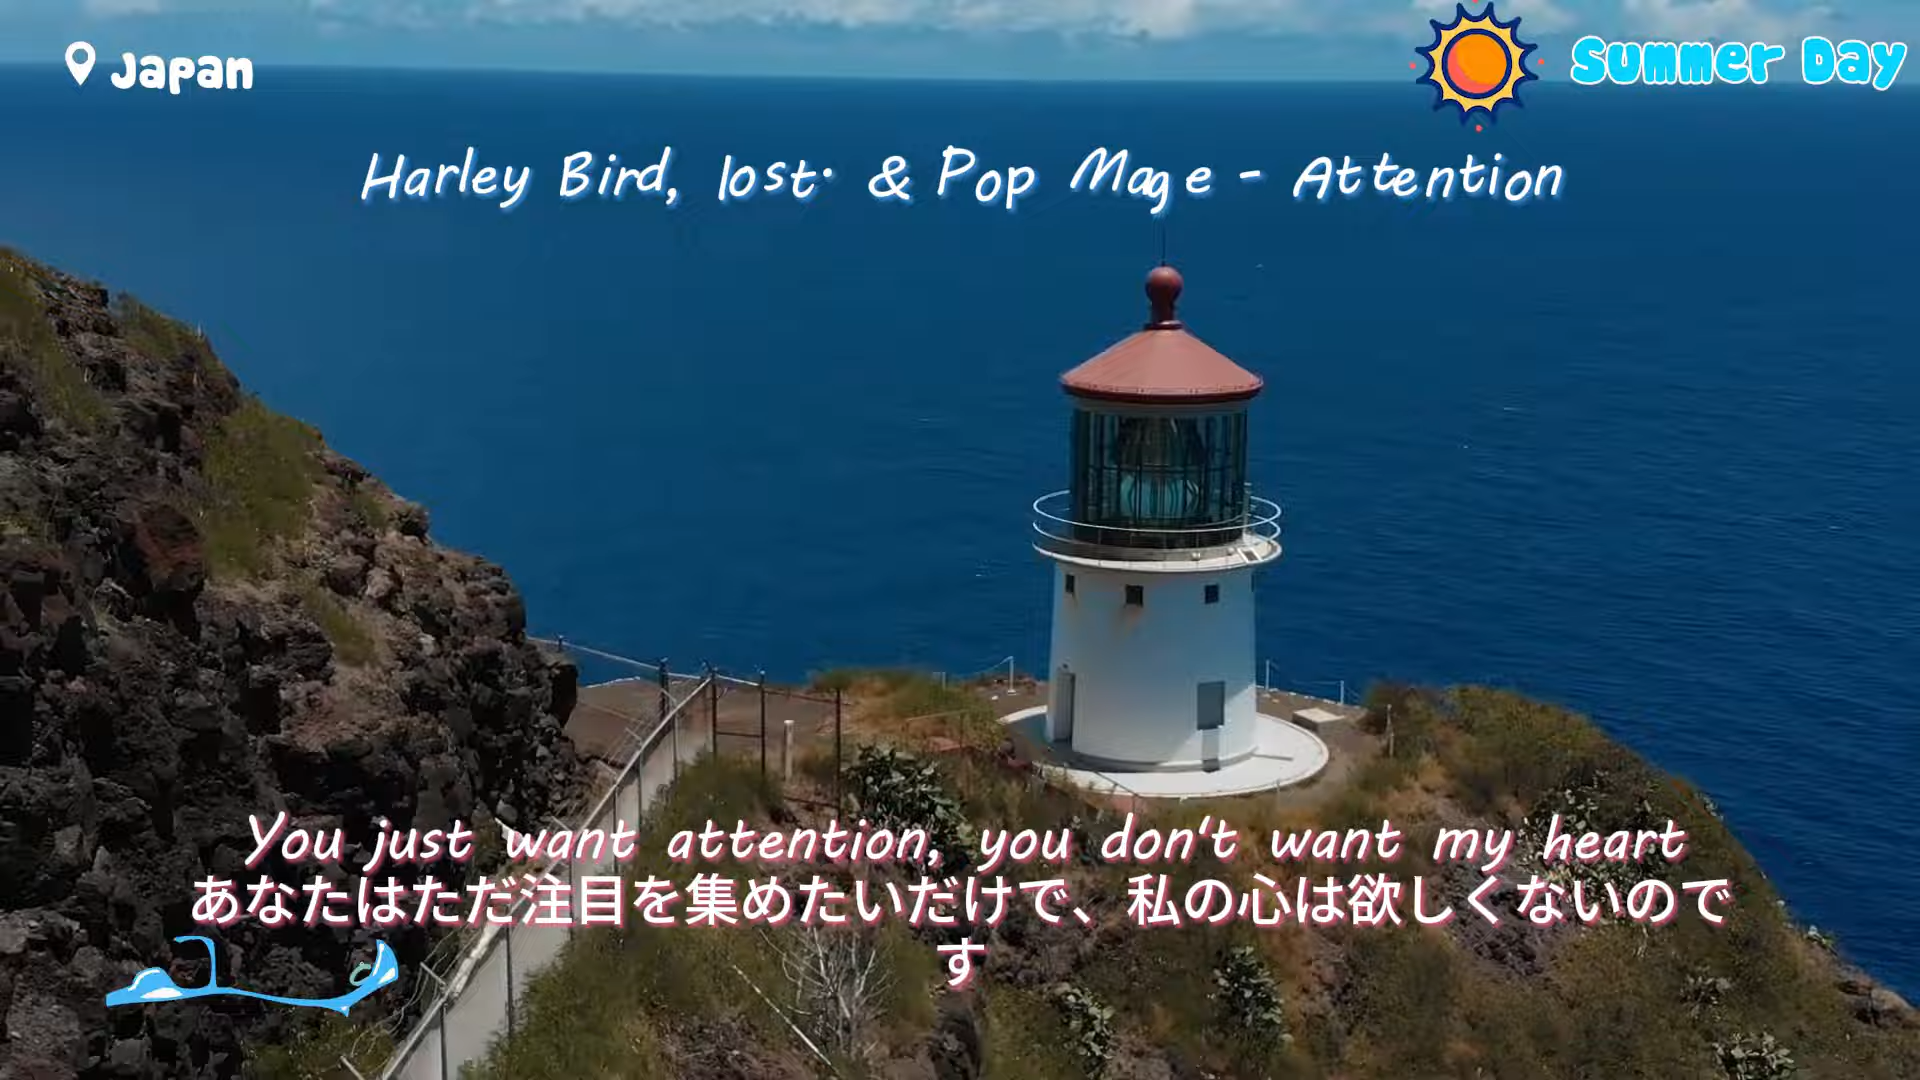 Japan
Summer Day
Harley Bird, lost· & Pop Mage - Attention
You just want attention, you don't want my heart
あなたはただ注目を集めたいだけで、私の心は欲しくないので
す